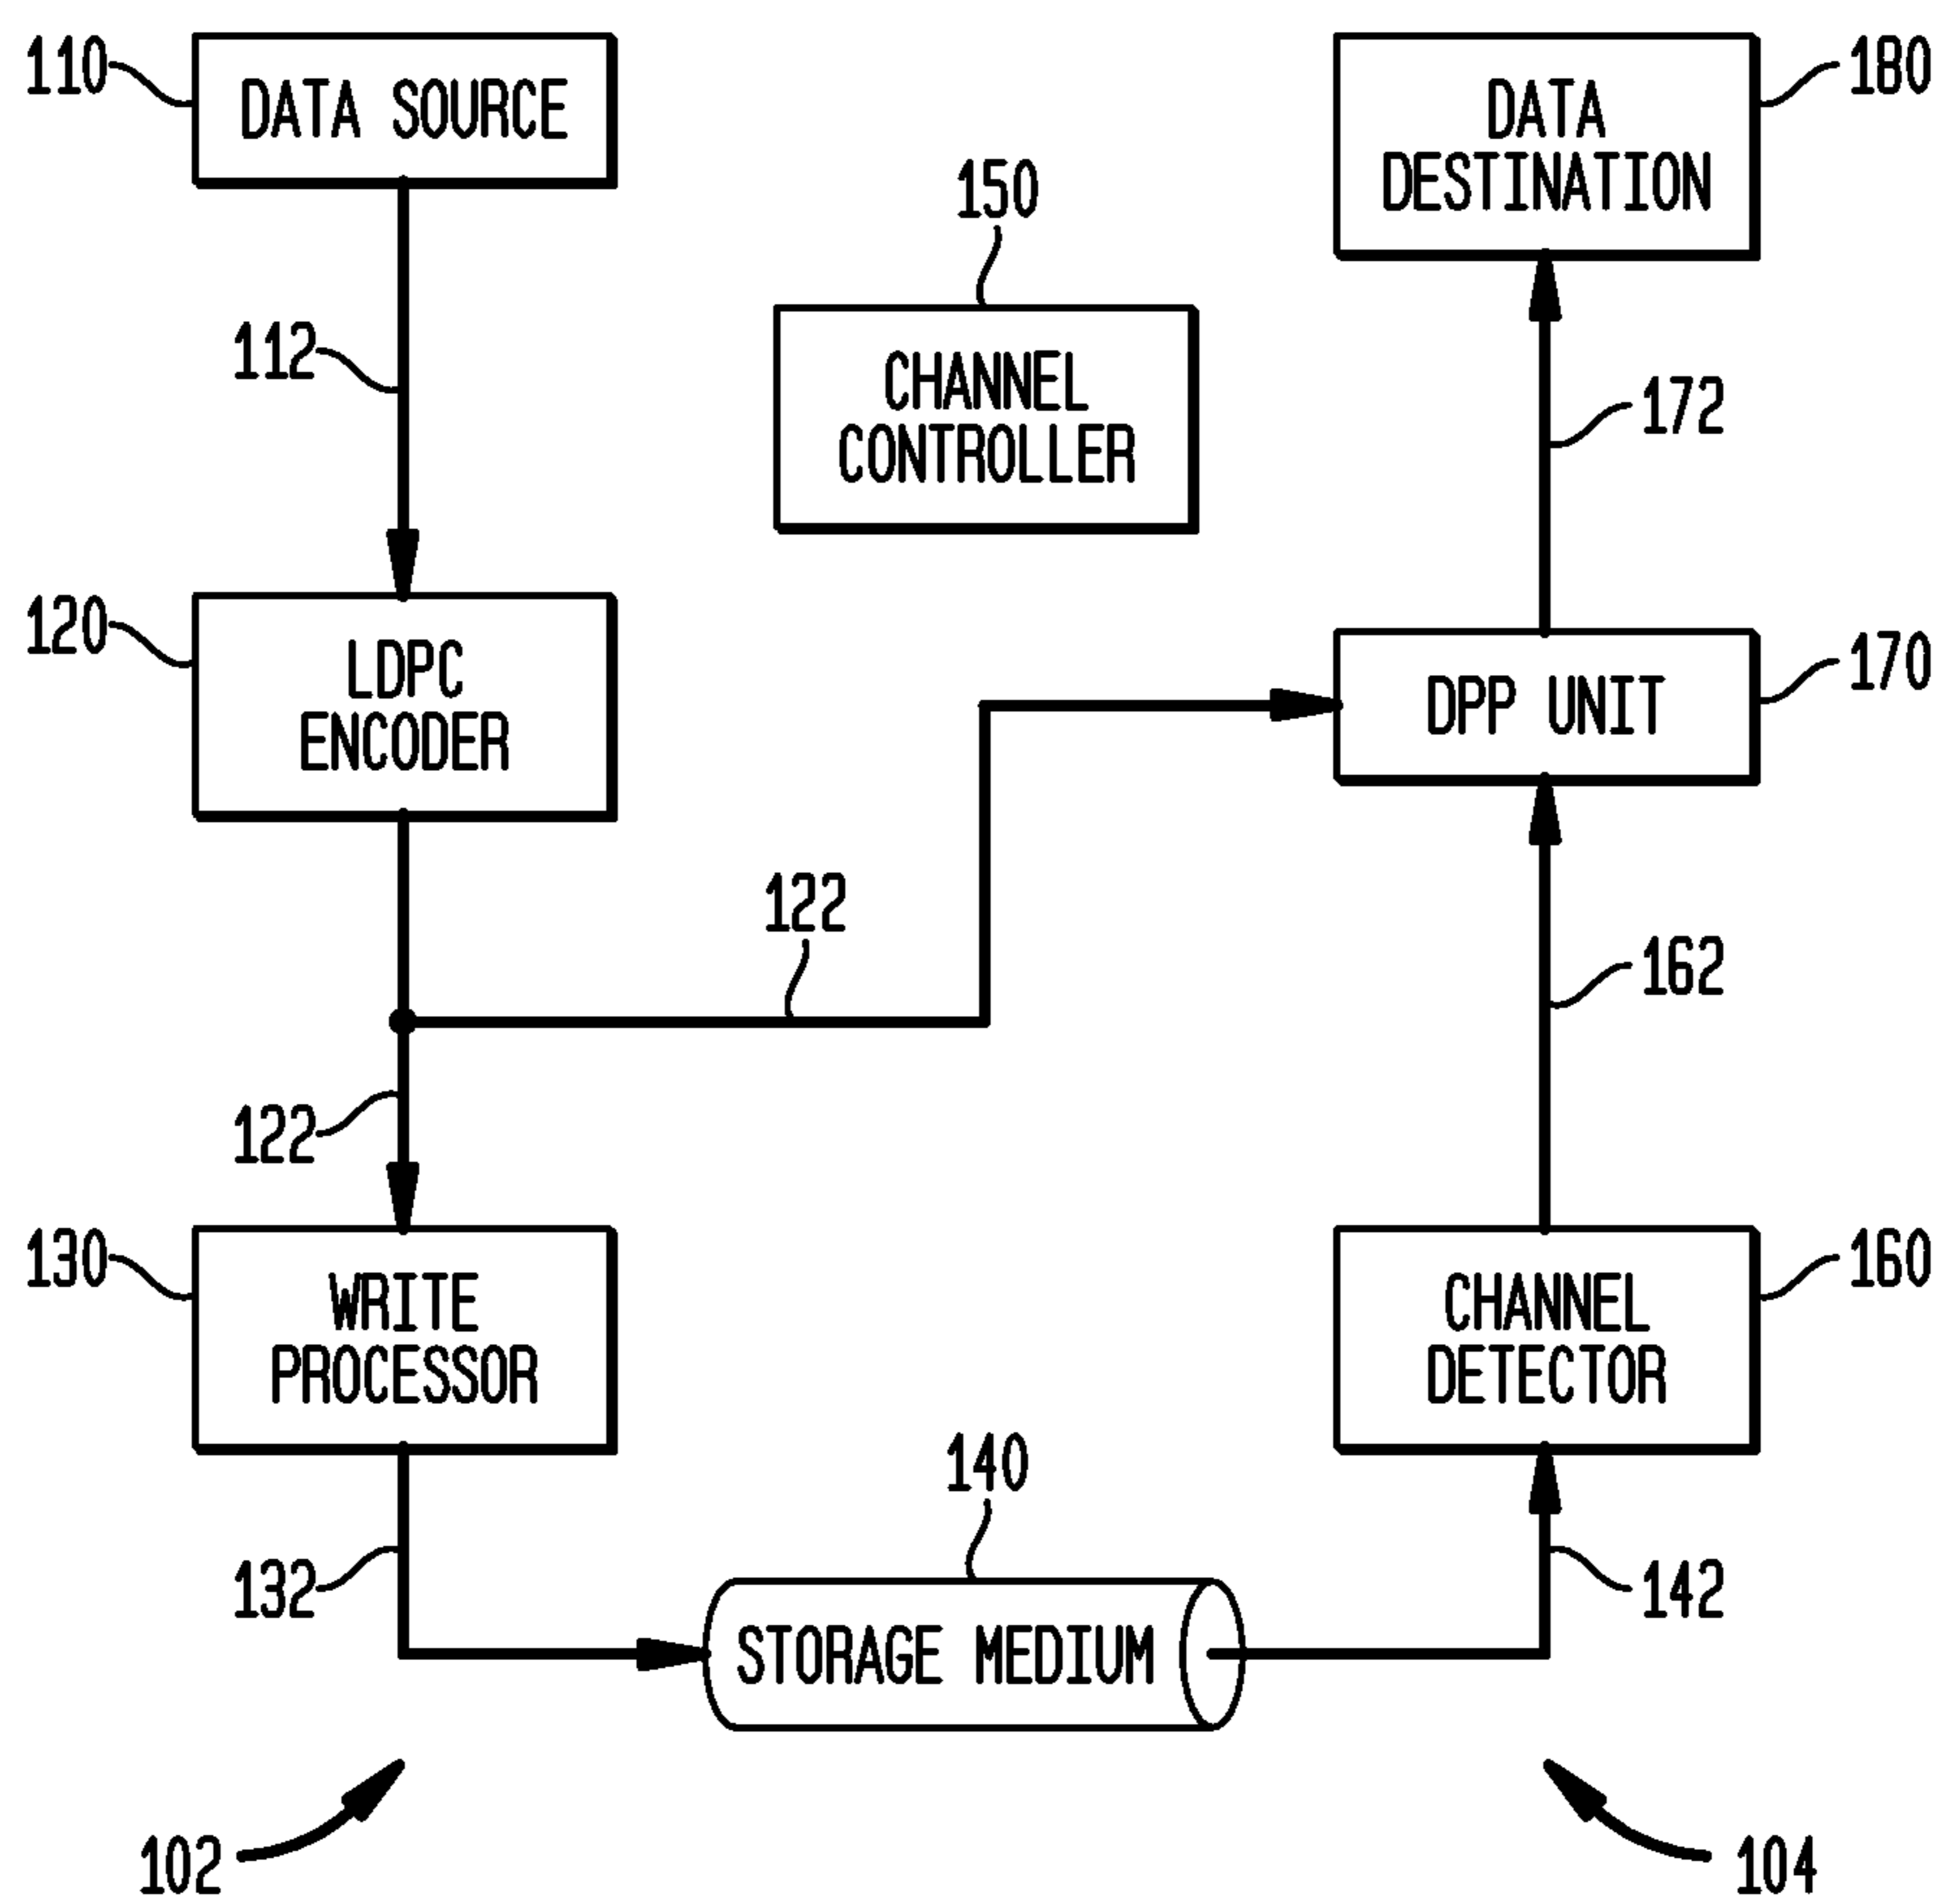 110
DATA SOURCE
DATA
DESTINATION
180
150
112
CHANNEL
CONTROLLER
172
120
LDPC
ENCODER
DPP UNIT
170
122
162
122
130
WRITE
PROCESSOR
CHANNEL
DETECTOR
160
140
132
STORAGE MEDIUM
142
102
104